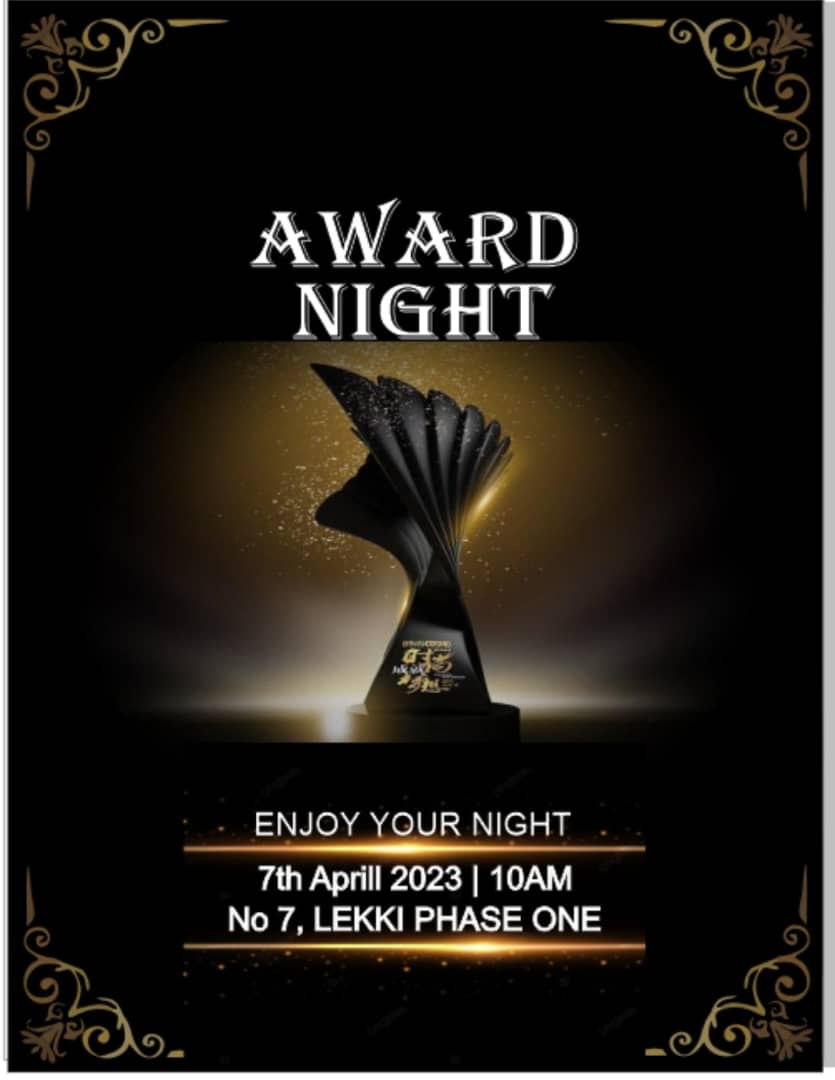 AWARD
NIGHT
ENJOY YOUR NIGHT
7th Aprill 2023 | 10AM
No 7, LEKKI PHASE ONE